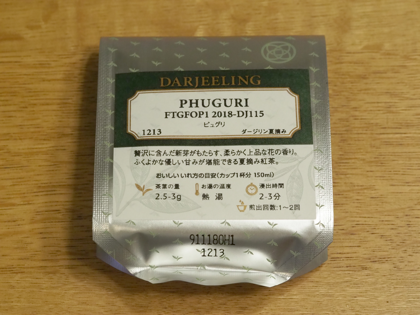 DARJEELING
PHUGURI
FTGFOP1 2018-DJ115
ピュグリ
1213 ダージリン夏摘み
贅沢に含んだ新芽がもたらす、柔らかく上品な花の香り。
ふくよかな優しい甘みが堪能できる夏摘み紅茶。
おいしいいれ方の目安(カップ1杯分 150ml)
茶葉の量 お湯の温度 浸出時間
2.5-3g 熱湯 2-3分
煎出回数:1〜2回
911180H1
1213